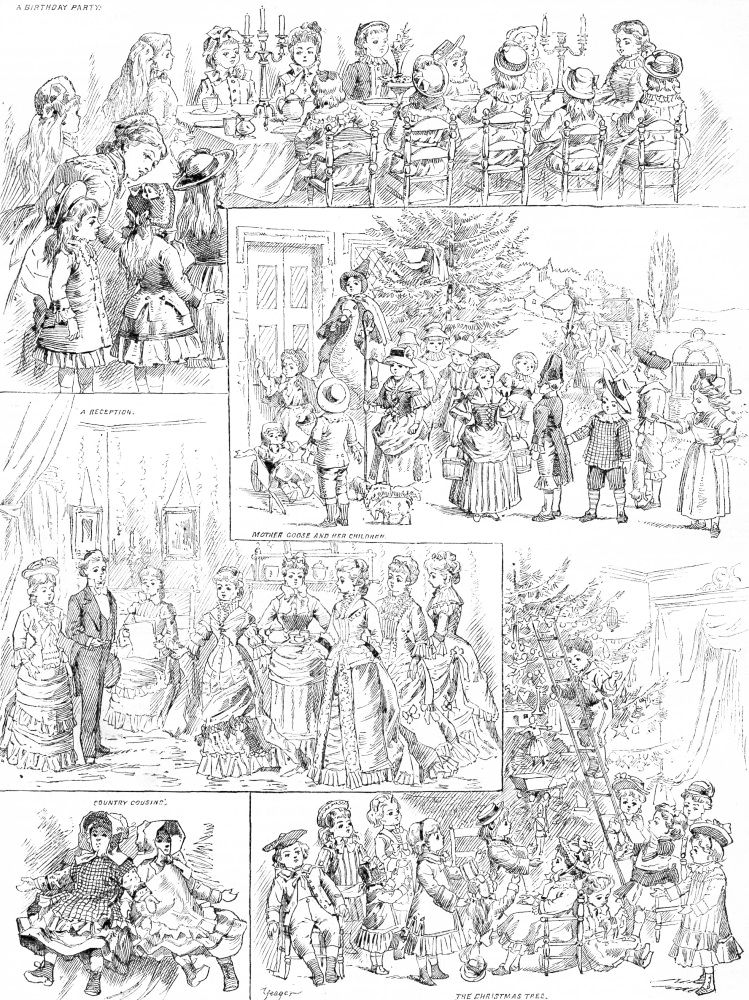 A BIRTHDAY PARTY.
A RECEPTION.
MOTHER GOOSE AND HER CHILDREN.
COUNTRY COUSINS.
Yeager
THE CHRISTMAS TREE.